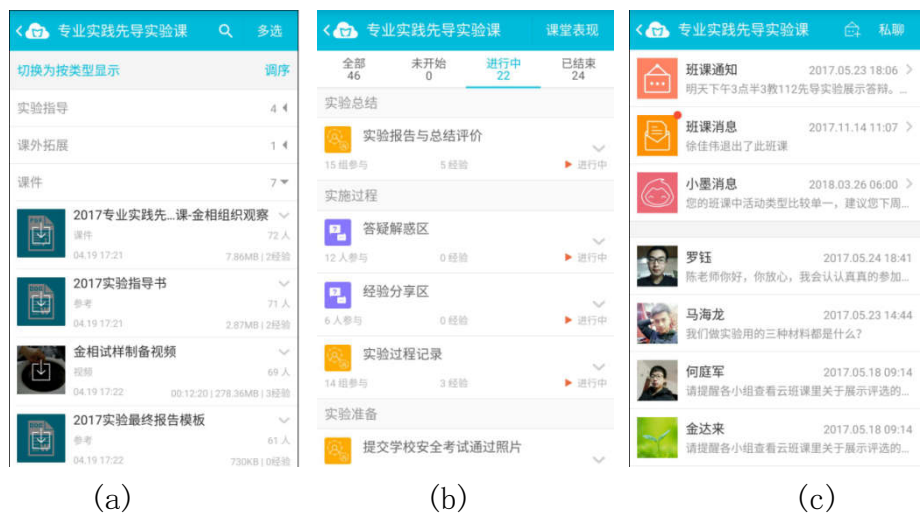 专业实践先导实验课 多选
切换为按类型显示 调序
实验指导 4
课外拓展 1
课件 7
2017专业实践先...课-金相组织观察
课件 72 人
04.19 17:21 7.86MB | 2经验
2017实验指导书
参考 71 人
04.19 17:21 2.87MB | 2经验
金相试样制备视频
视频 69 人
04.19 17:22 00:12:20 | 278.36MB | 3经验
2017实验最终报告模板
参考 61 人
04.19 17:22 730KB | 0经验
(a)
专业实践先导实验课 课堂表现
全部 未开始 进行中 已结束
46 0 22 24
实验总结
实验报告与总结评价
15 组参与 5 经验 进行中
实施过程
答疑解惑区
12 人参与 0 经验 进行中
经验分享区
6 人参与 0 经验 进行中
实验过程记录
14 组参与 3 经验 进行中
实验准备
提交学校安全考试通过照片
(b)
专业实践先导实验课 私聊
班课通知 2017.05.23 18:06
明天下午3点半3教112先导实验展示答辩。...
班课消息 2017.11.14 11:07
徐佳伟退出了此班课
小墨消息 2018.03.26 06:00
您的班课中活动类型比较单一，建议您下周...
罗钰 2017.05.24 18:41
陈老师你好，你放心，我会认认真真的参加...
马海龙 2017.05.23 14:44
我们做实验用的三种材料都是什么？
何庭军 2017.05.18 09:14
请提醒各小组查看云班课里关于展示评选的...
金达来 2017.05.18 09:14
请提醒各小组查看云班课里关于展示评选的...
(c)